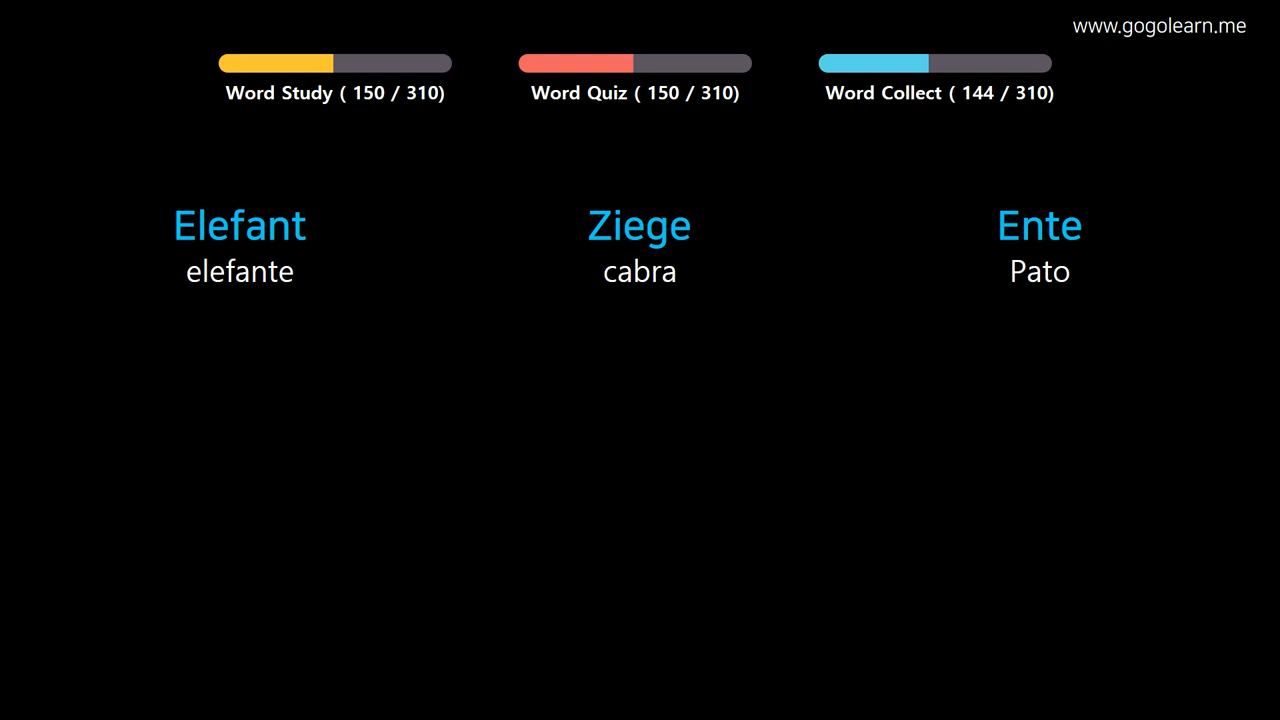 www.gogolearn.me
Word Study ( 150 / 310)
Word Quiz ( 150 / 310)
Word Collect ( 144 / 310)
Elefant
elefante
Ziege
cabra
Ente
Pato